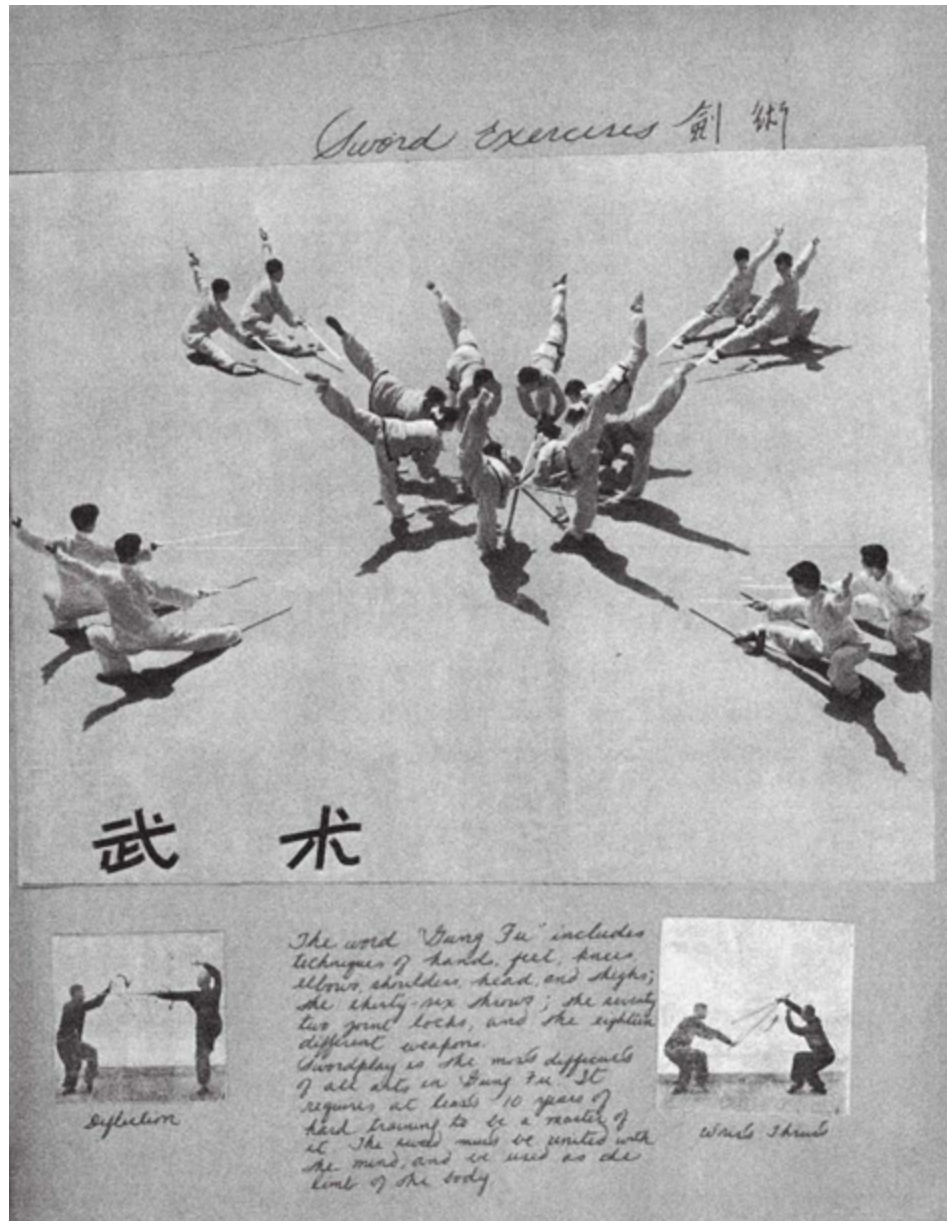 Sword Exercises 劍術
武术
The word "Gung Fu" includes
techniques of hand, feet, knees
elbows, shoulders, head, and thighs;
the thirty-six throws; the seventy
two joint locks, and the eighteen
different weapons.
Swordplay is the most difficult
of all arts in "Gung Fu" It
requires at least 10 years of
hard training to be a master of
it The sword must be united with
the mind, and be used as the
limb of the body
Deflection
Wrist Thrust